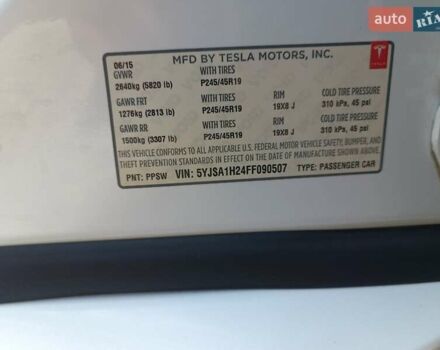 AUTO RIA
MFD BY TESLA MOTORS, INC.
06/15
GVWR WITH TIRES
2640kg (5820 lb) P245/45R19
GAWR FRT WITH TIRES RIM COLD TIRE PRESSURE
1276kg (2813 lb) P245/45R19 19X8 J 310 kPa, 45 psi
GAWR RR WITH TIRES RIM COLD TIRE PRESSURE
1500kg (3307 lb) P245/45R19 19X8 J 310 kPa, 45 psi
THIS VEHICLE CONFORMS TO ALL APPLICABLE U.S. FEDERAL MOTOR VEHICLE SAFETY, BUMPER, AND
THEFT PREVENTION STANDARDS IN EFFECT ON THE DATE OF MANUFACTURE SHOWN ABOVE.
PNT: PPSW VIN: 5YJSA1H24FF090507 TYPE: PASSENGER CAR